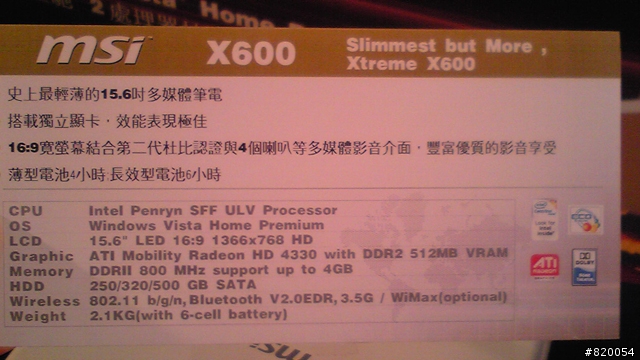 msi X600 Slimmest but More ,
Xtreme X600
史上最輕薄的15.6吋多媒體筆電
搭載獨立顯卡，效能表現極佳
16:9寬螢幕結合第二代杜比認證與4個喇叭等多媒體影音介面，豐富優質的影音享受
薄型電池4小時 長效型電池6小時
CPU Intel Penryn SFF ULV Processor
OS Windows Vista Home Premium
LCD 15.6" LED 16:9 1366x768 HD
Graphic ATI Mobility Radeon HD 4330 with DDR2 512MB VRAM
Memory DDRII 800 MHz support up to 4GB
HDD 250/320/500 GB SATA
Wireless 802.11 b/g/n,Bluetooth V2.0EDR,3.5G / WiMax(optional)
Weight 2.1KG(with 6-cell battery)
ATI
DOLBY
msi
#820054